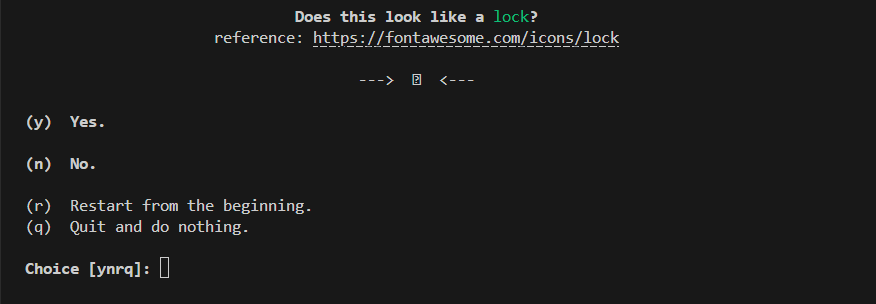 Does this look like a lock?
reference: https://fontawesome.com/icons/lock
---> <---
(y) Yes.
(n) No.
(r) Restart from the beginning.
(q) Quit and do nothing.
Choice [ynrq]: